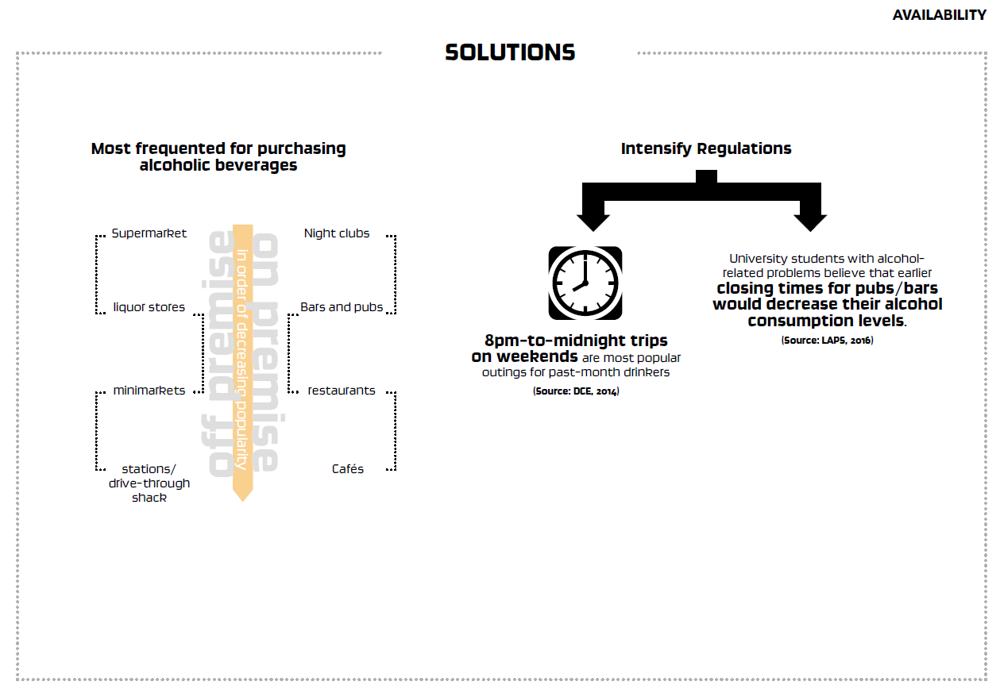 AVAILABILITY
SOLUTIONS
Most frequented for purchasing
alcoholic beverages
Supermarket
liquor stores
minimarkets
stations/
drive-through
shack
off premise
in order of decreasing popularity
on premise
Night clubs
Bars and pubs
restaurants
Cafés
Intensify Regulations
8pm-to-midnight trips
on weekends are most popular
outings for past-month drinkers
(Source: DCE, 2014)
University students with alcohol-
related problems believe that earlier
closing times for pubs/bars
would decrease their alcohol
consumption levels.
(Source: LAPS, 2016)